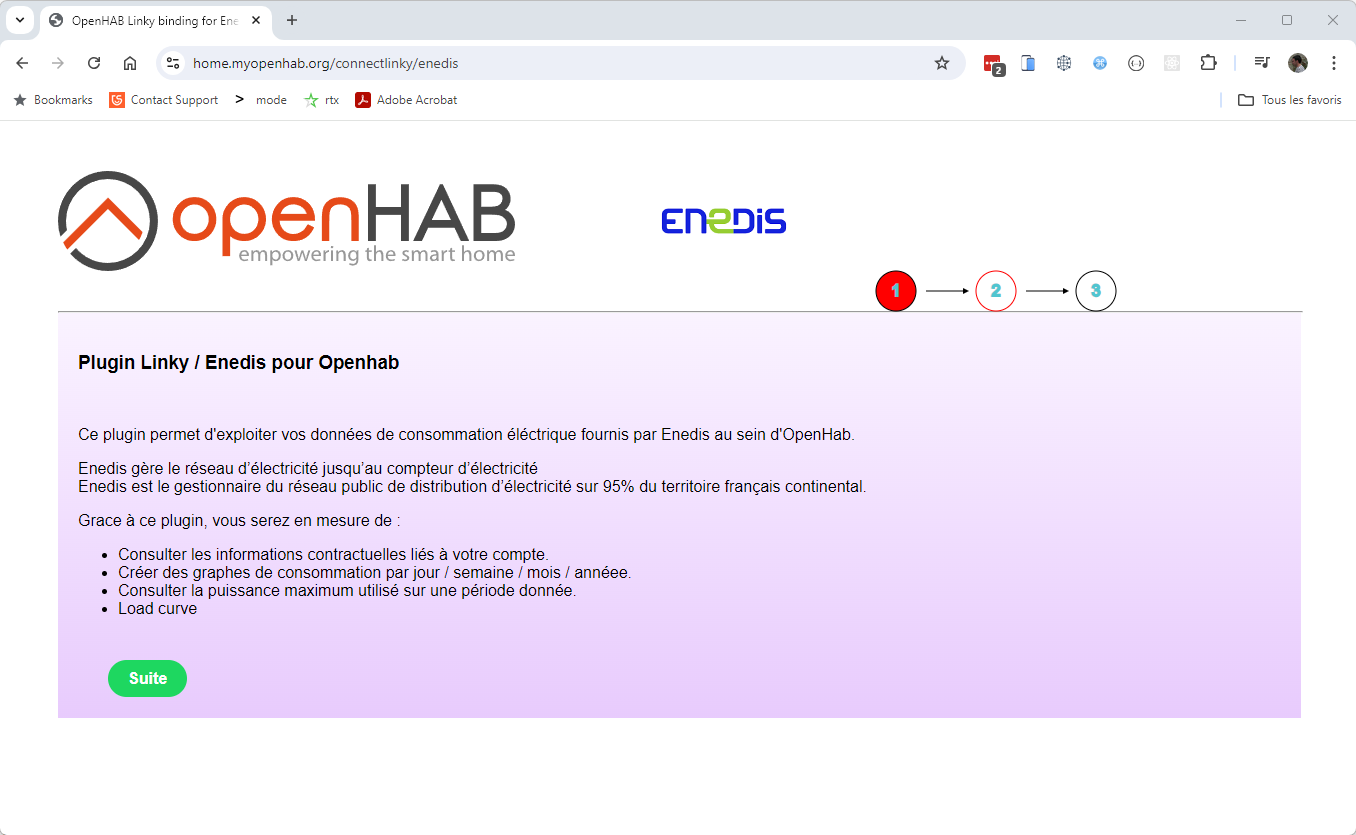 OpenHAB Linky binding for Ene
home.myopenhab.org/connectlinky/enedis
2
Bookmarks
Contact Support
mode
rtx
Adobe Acrobat
Tous les favoris
openHAB
empowering the smart home
enedis
1
2
3
Plugin Linky / Enedis pour Openhab
Ce plugin permet d'exploiter vos données de consommation éléctrique fournis par Enedis au sein d'OpenHab.
Enedis gère le réseau d’électricité jusqu’au compteur d’électricité
Enedis est le gestionnaire du réseau public de distribution d’électricité sur 95% du territoire français continental.
Grace à ce plugin, vous serez en mesure de :
Consulter les informations contractuelles liés à votre compte.
Créer des graphes de consommation par jour / semaine / mois / annéee.
Consulter la puissance maximum utilisé sur une période donnée.
Load curve
Suite